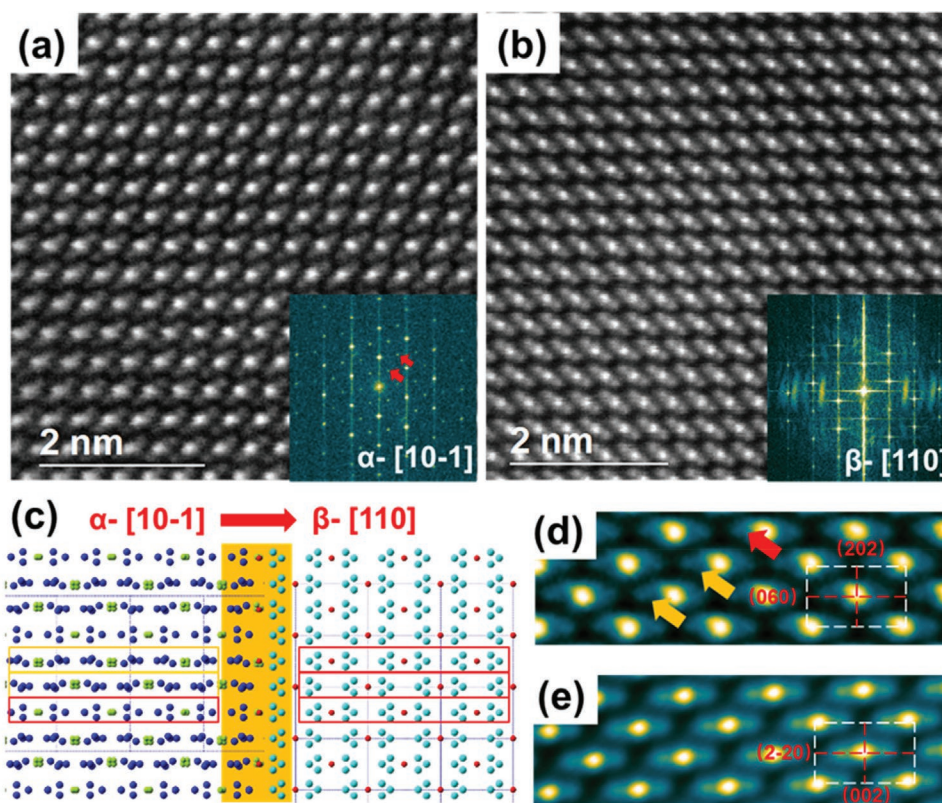 (a)
2 nm
α- [10-1]
(b)
2 nm
β- [110]
(c)
α- [10-1]
β- [110]
(d)
(202)
(060)
(e)
(2-20)
(002)